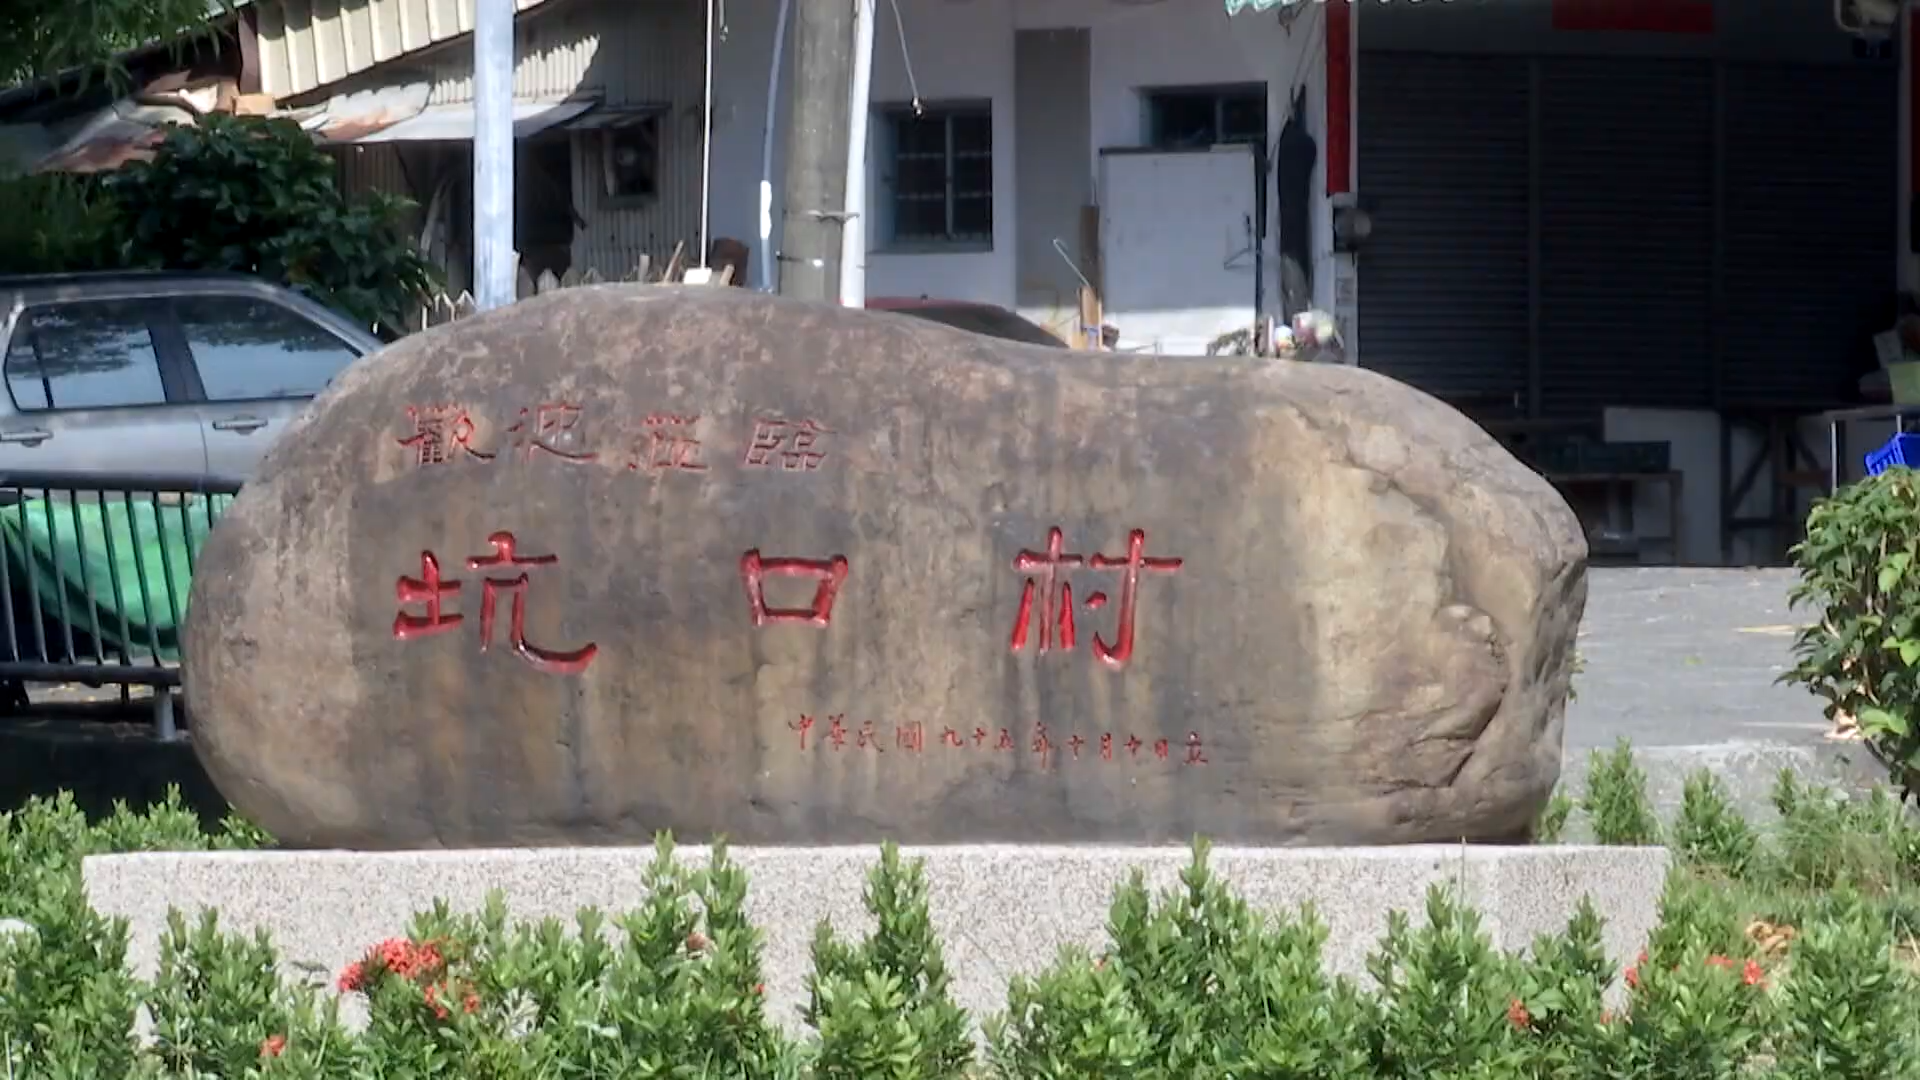 歡迎蒞臨
坑口村
中華民國九十五年十月十日立